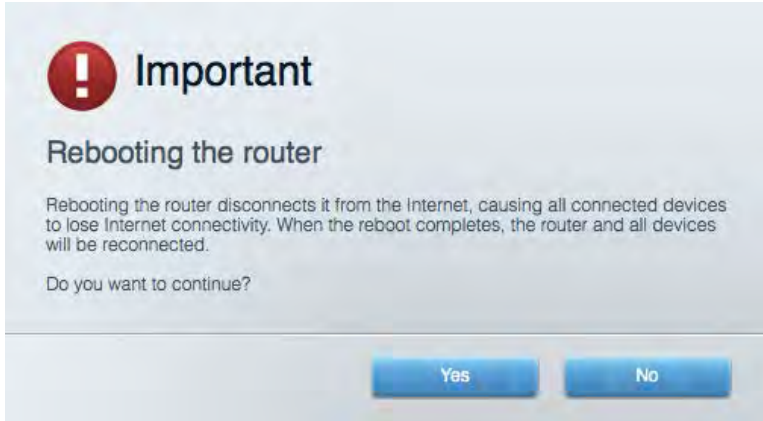 Important
Rebooting the router
Rebooting the router disconnects it from the Internet, causing all connected devices
to lose Internet connectivity. When the reboot completes, the router and all devices
will be reconnected.
Do you want to continue?
Yes
No